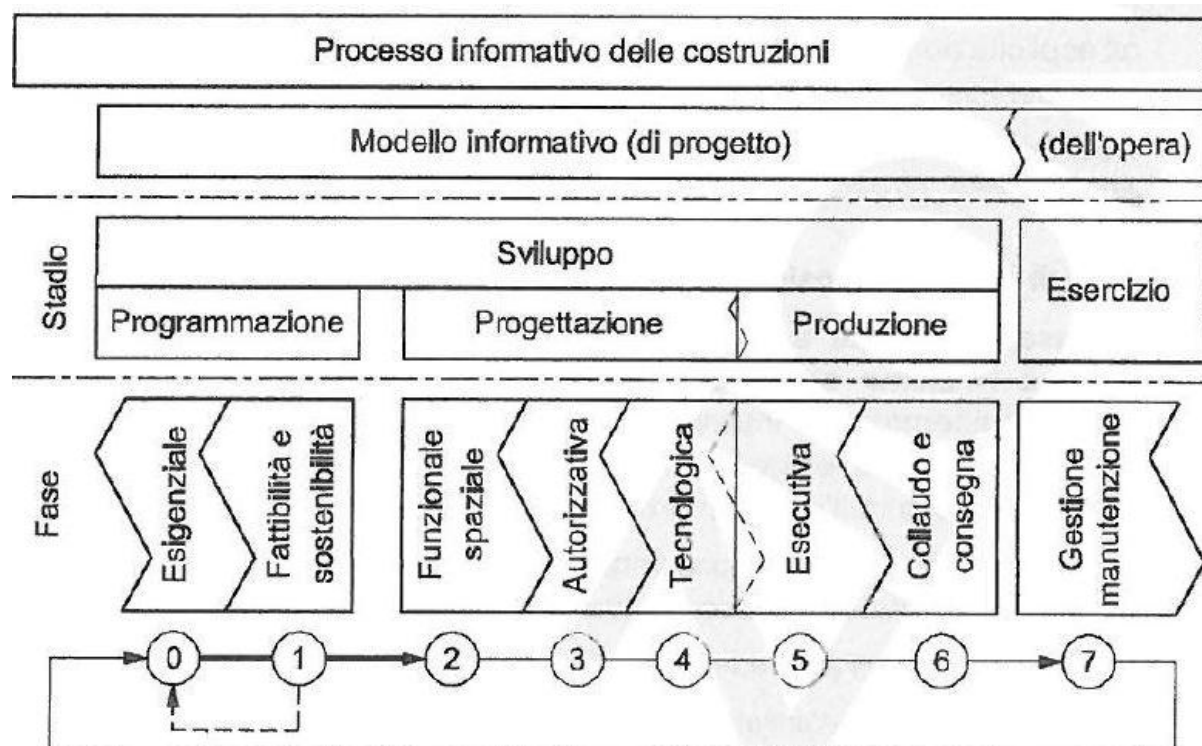 Processo informativo delle costruzioni
Modello informativo (di progetto)
(dell'opera)
Stadio
Sviluppo
Esercizio
Programmazione
Progettazione
Produzione
Fase
Esigenziale
Fattibilità e
sostenibilità
Funzionale
spaziale
Autorizzativa
Tecnologica
Esecutiva
Collaudo e
consegna
Gestione
manutenzione
0
1
2
3
4
5
6
7